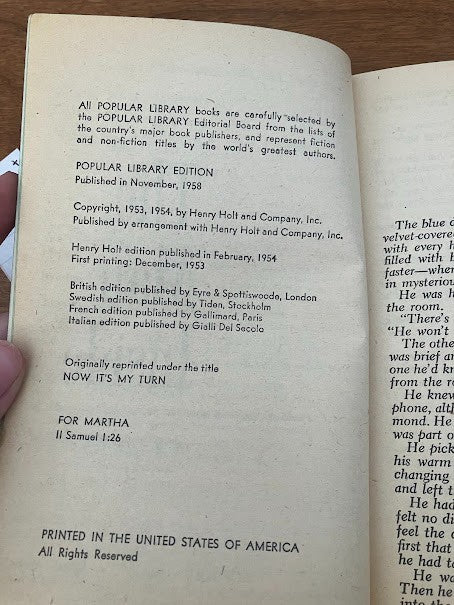 All POPULAR LIBRARY books are carefully selected by
the POPULAR LIBRARY Editorial Board from the lists of
the country's major book publishers, and represent fiction
and non-fiction titles by the world's greatest authors.
POPULAR LIBRARY EDITION
Published in November, 1958
Copyright, 1953, 1954, by Henry Holt and Company, Inc.
Published by arrangement with Henry Holt and Company, Inc.
Henry Holt edition published in February, 1954
First printing: December, 1953
British edition published by Eyre & Spottiswoode, London
Swedish edition published by Tiden, Stockholm
French edition published by Gallimard, Paris
Italian edition published by Gialli Del Secolo
Originally reprinted under the title
NOW IT'S MY TURN
FOR MARTHA
II Samuel 1:26
PRINTED IN THE UNITED STATES OF AMERICA
All Rights Reserved
The blue
velvet-covere
with every
filled with
faster—whe
in mysteriou
He was h
the room.
"There's
"He won't
The othe
was brief an
one he'd kn
from the ro
He knew
phone, alt
mond. He
was part o
He pick
his warm
changing
and left t
He had
felt no di
feel the
first that
he had to
He wa
Then he
into the